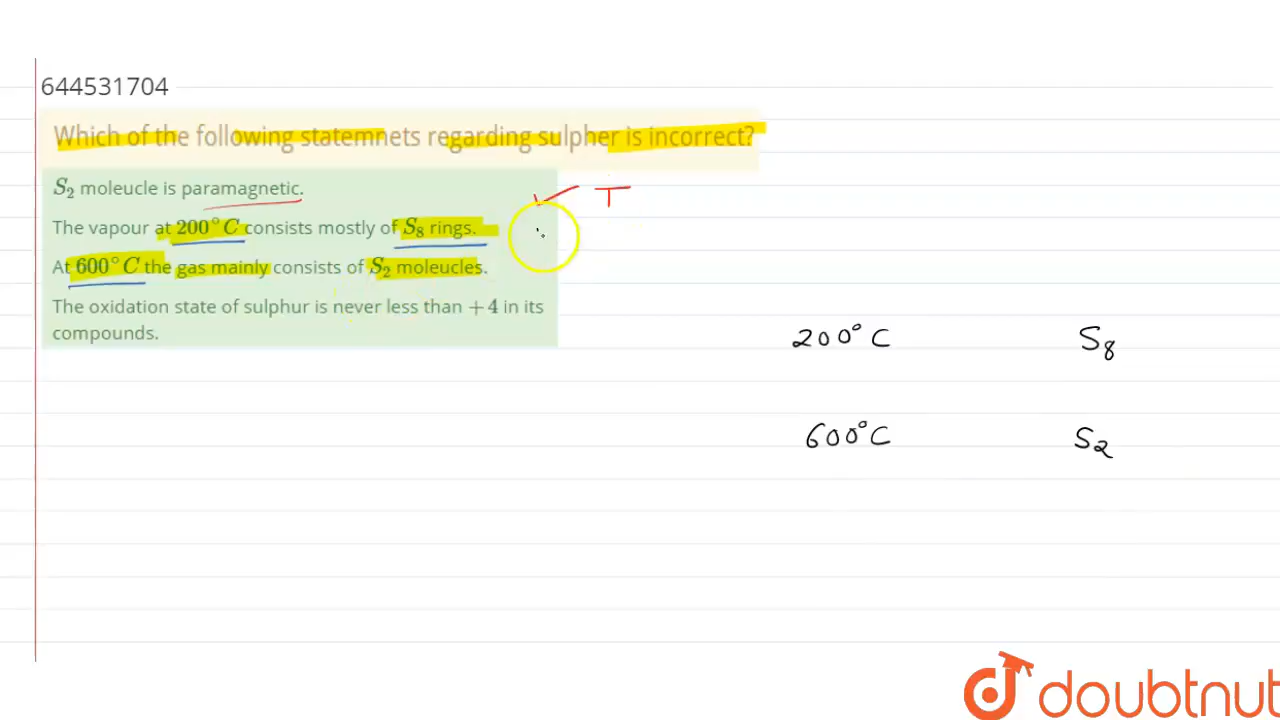 644531704
Which of the following statemnets regarding sulpher is incorrect?
S₂ moleucle is paramagnetic.
T
The vapour at 200°C consists mostly of S₈ rings.
At 600°C the gas mainly consists of S₂ moleucles.
The oxidation state of sulphur is never less than +4 in its
compounds.
200°C S₈
600°C S₂
doubtnut